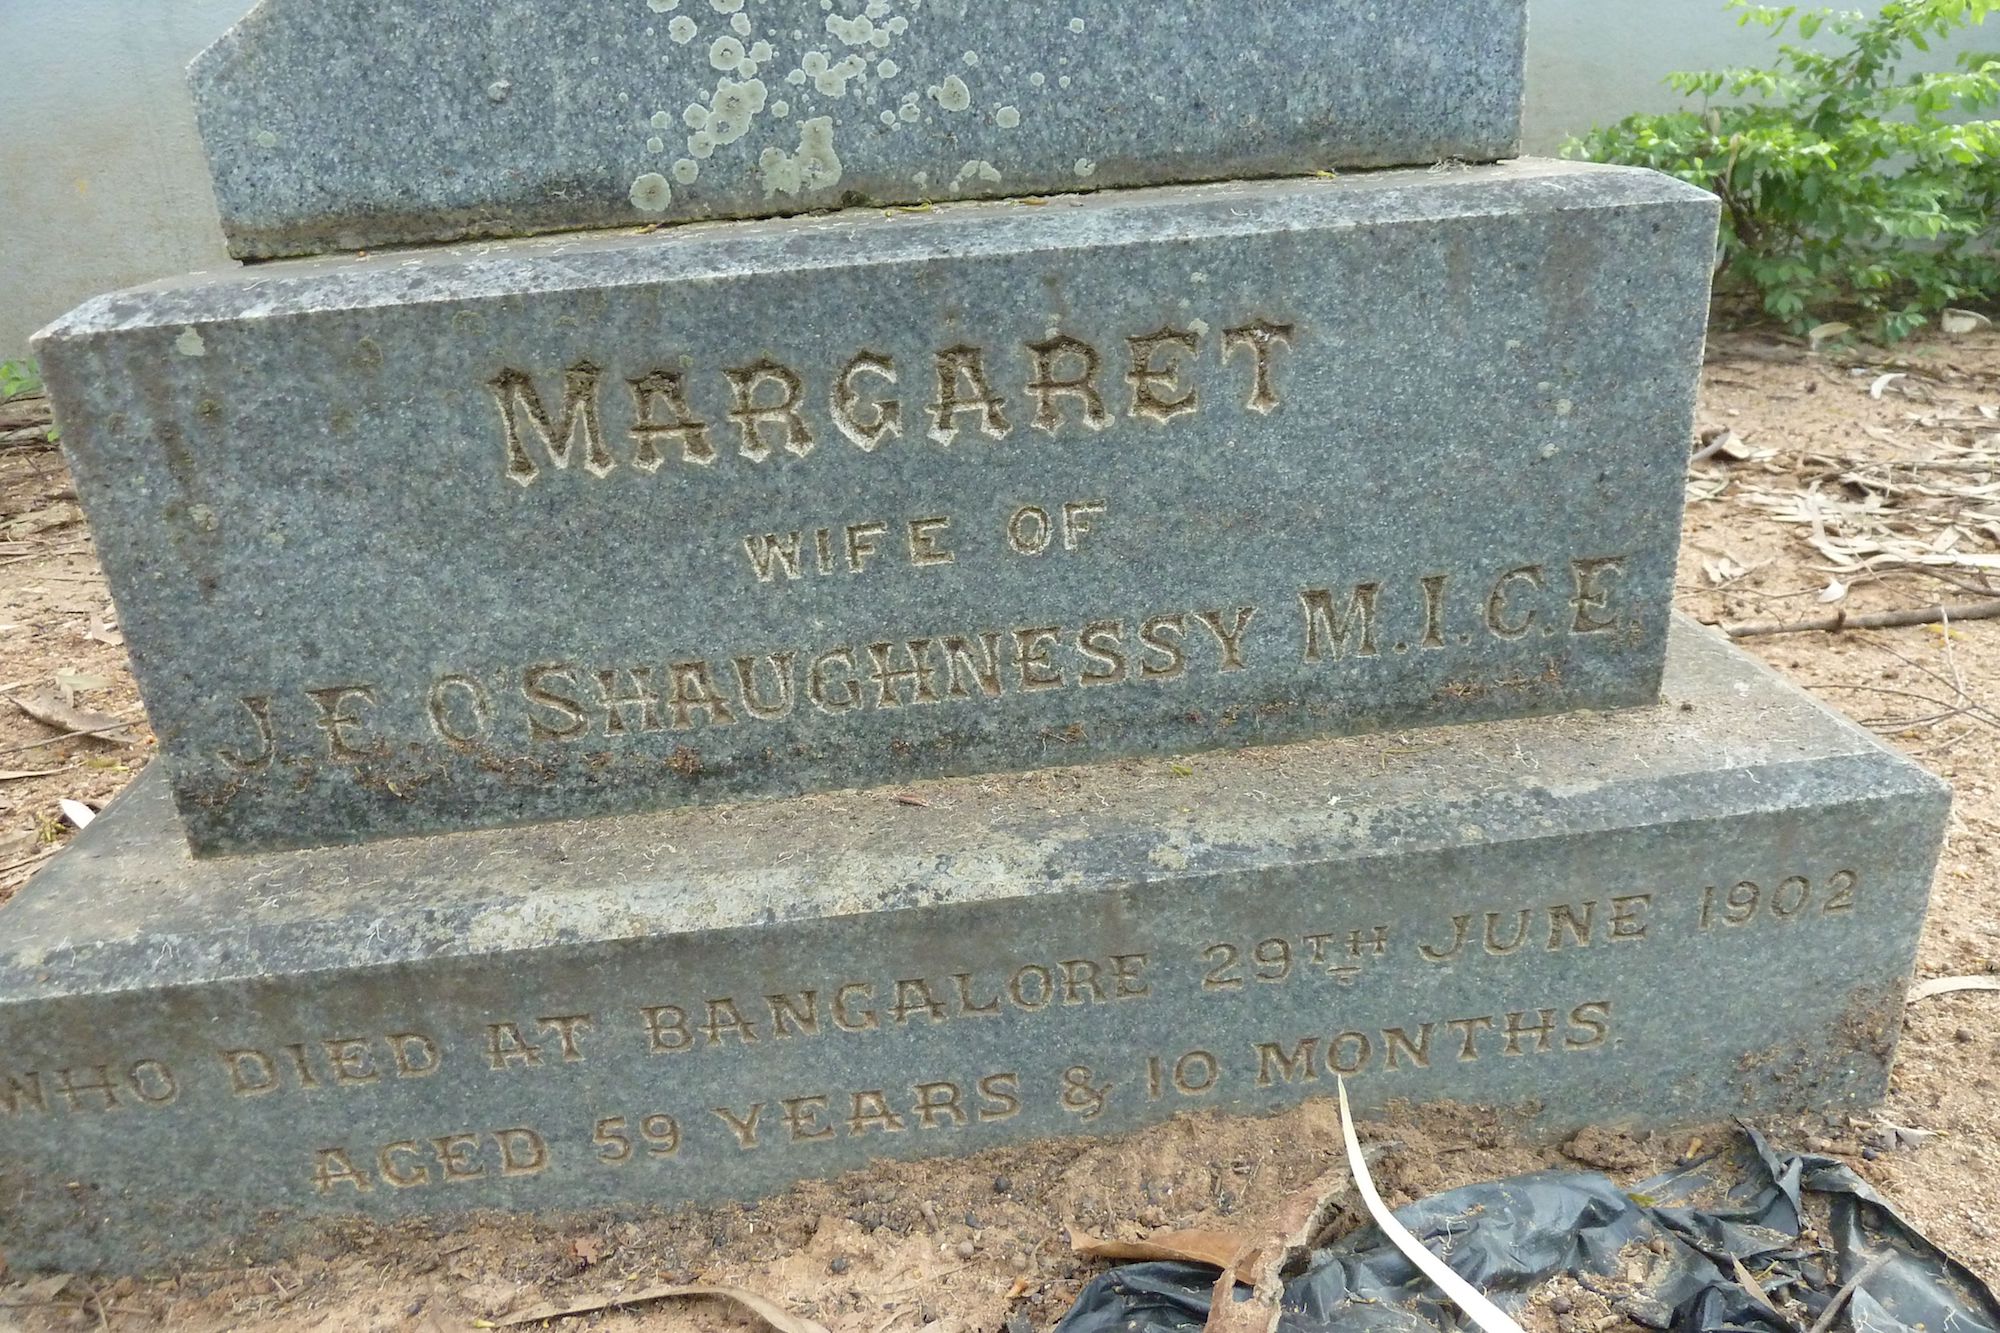 MARGARET
WIFE OF
J.E.O'SHAUGHNESSY M.I.C.E.
WHO DIED AT BANGALORE 29TH JUNE 1902
AGED 59 YEARS & 10 MONTHS.